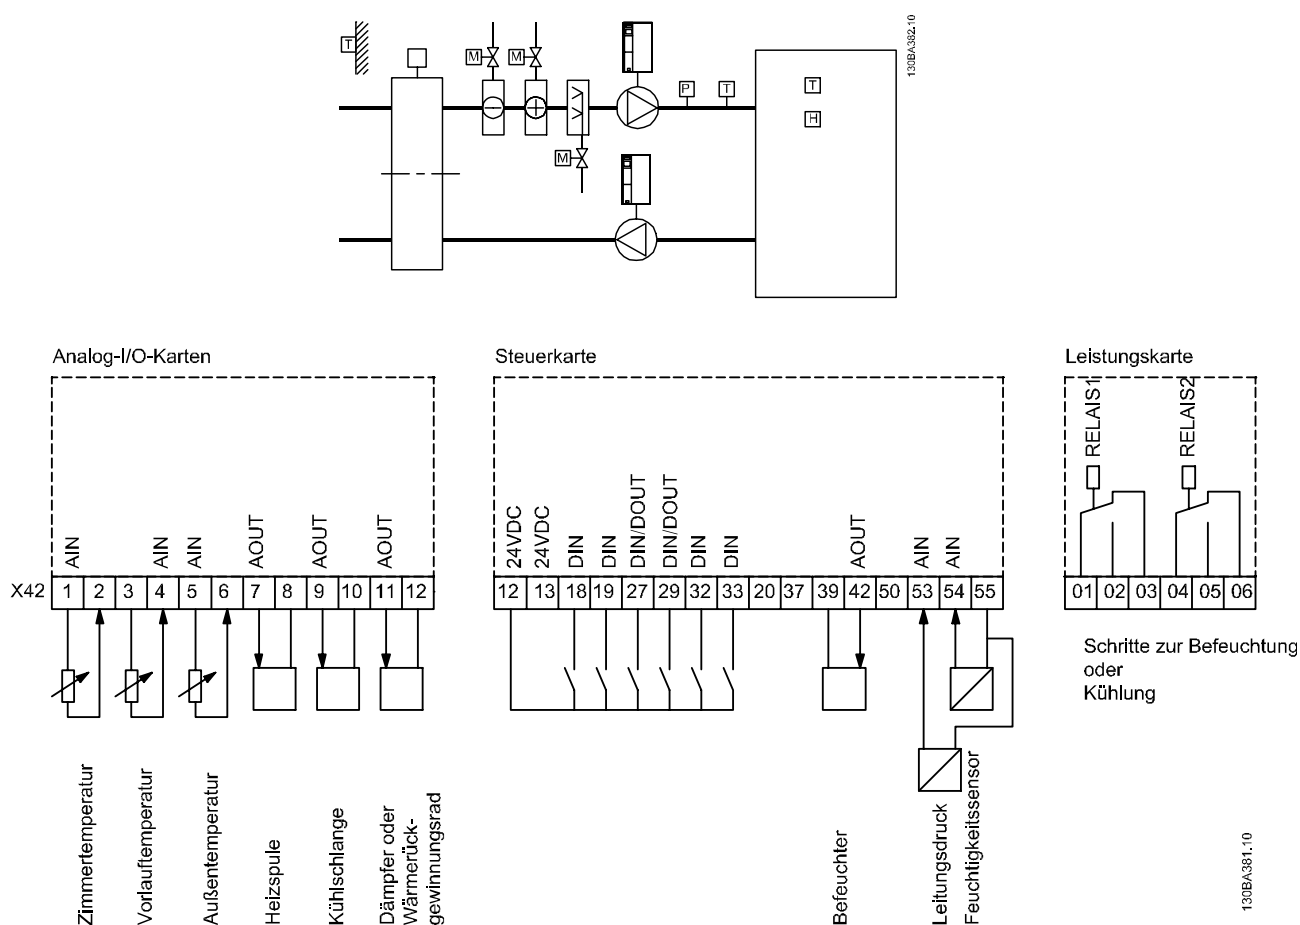 130BA382.10
T
M
M
P
T
T
H
M
Analog-I/O-Karten
Steuerkarte
Leistungskarte
AIN
AIN
AIN
AOUT
AOUT
AOUT
24VDC
24VDC
DIN
DIN
DIN/DOUT
DIN/DOUT
DIN
DIN
AOUT
AIN
AIN
RELAIS1
RELAIS2
X42
1 2 3 4 5 6 7 8 9 10 11 12
12 13 18 19 27 29 32 33 20 37 39 42 50 53 54 55
01 02 03 04 05 06
Schritte zur Befeuchtung
oder
Kühlung
Zimmertemperatur
Vorlauftemperatur
Außentemperatur
Heizspule
Kühlschlange
Dämpfer oder
Wärmerück-
gewinnungsrad
Befeuchter
Leitungsdruck
Feuchtigkeitssensor
130BA381.10